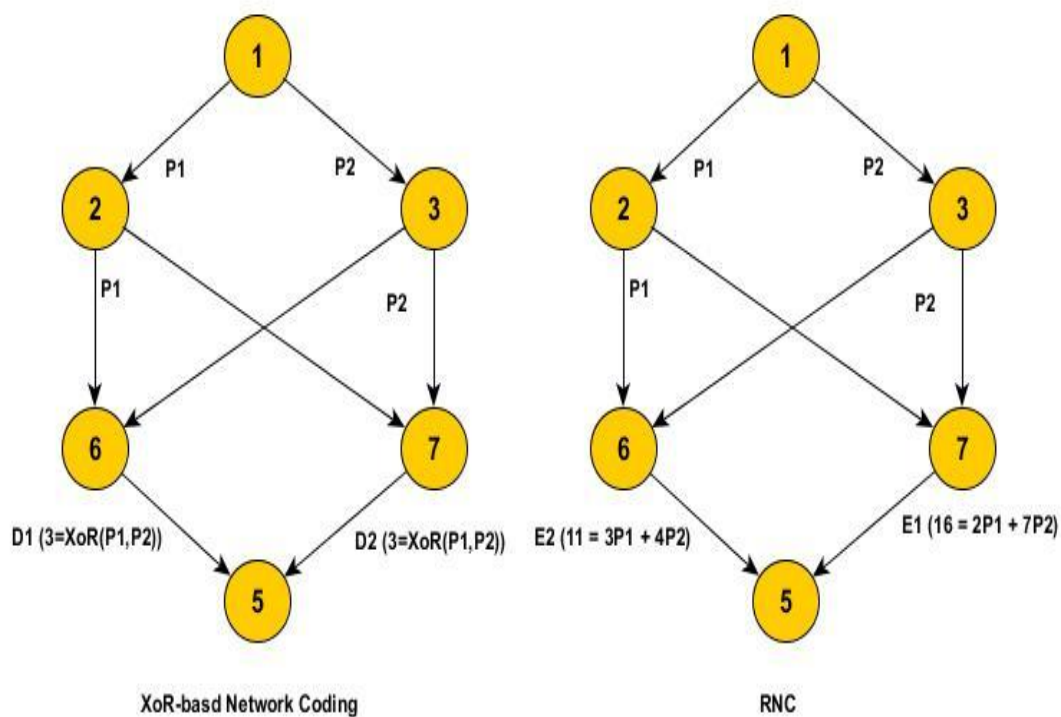 1
1
P1
P2
P1
P2
2
3
2
3
P1
P2
P1
P2
6
7
6
7
D1 (3=XoR(P1,P2))
D2 (3=XoR(P1,P2))
E2 (11 = 3P1 + 4P2)
E1 (16 = 2P1 + 7P2)
5
5
XoR-basd Network Coding
RNC